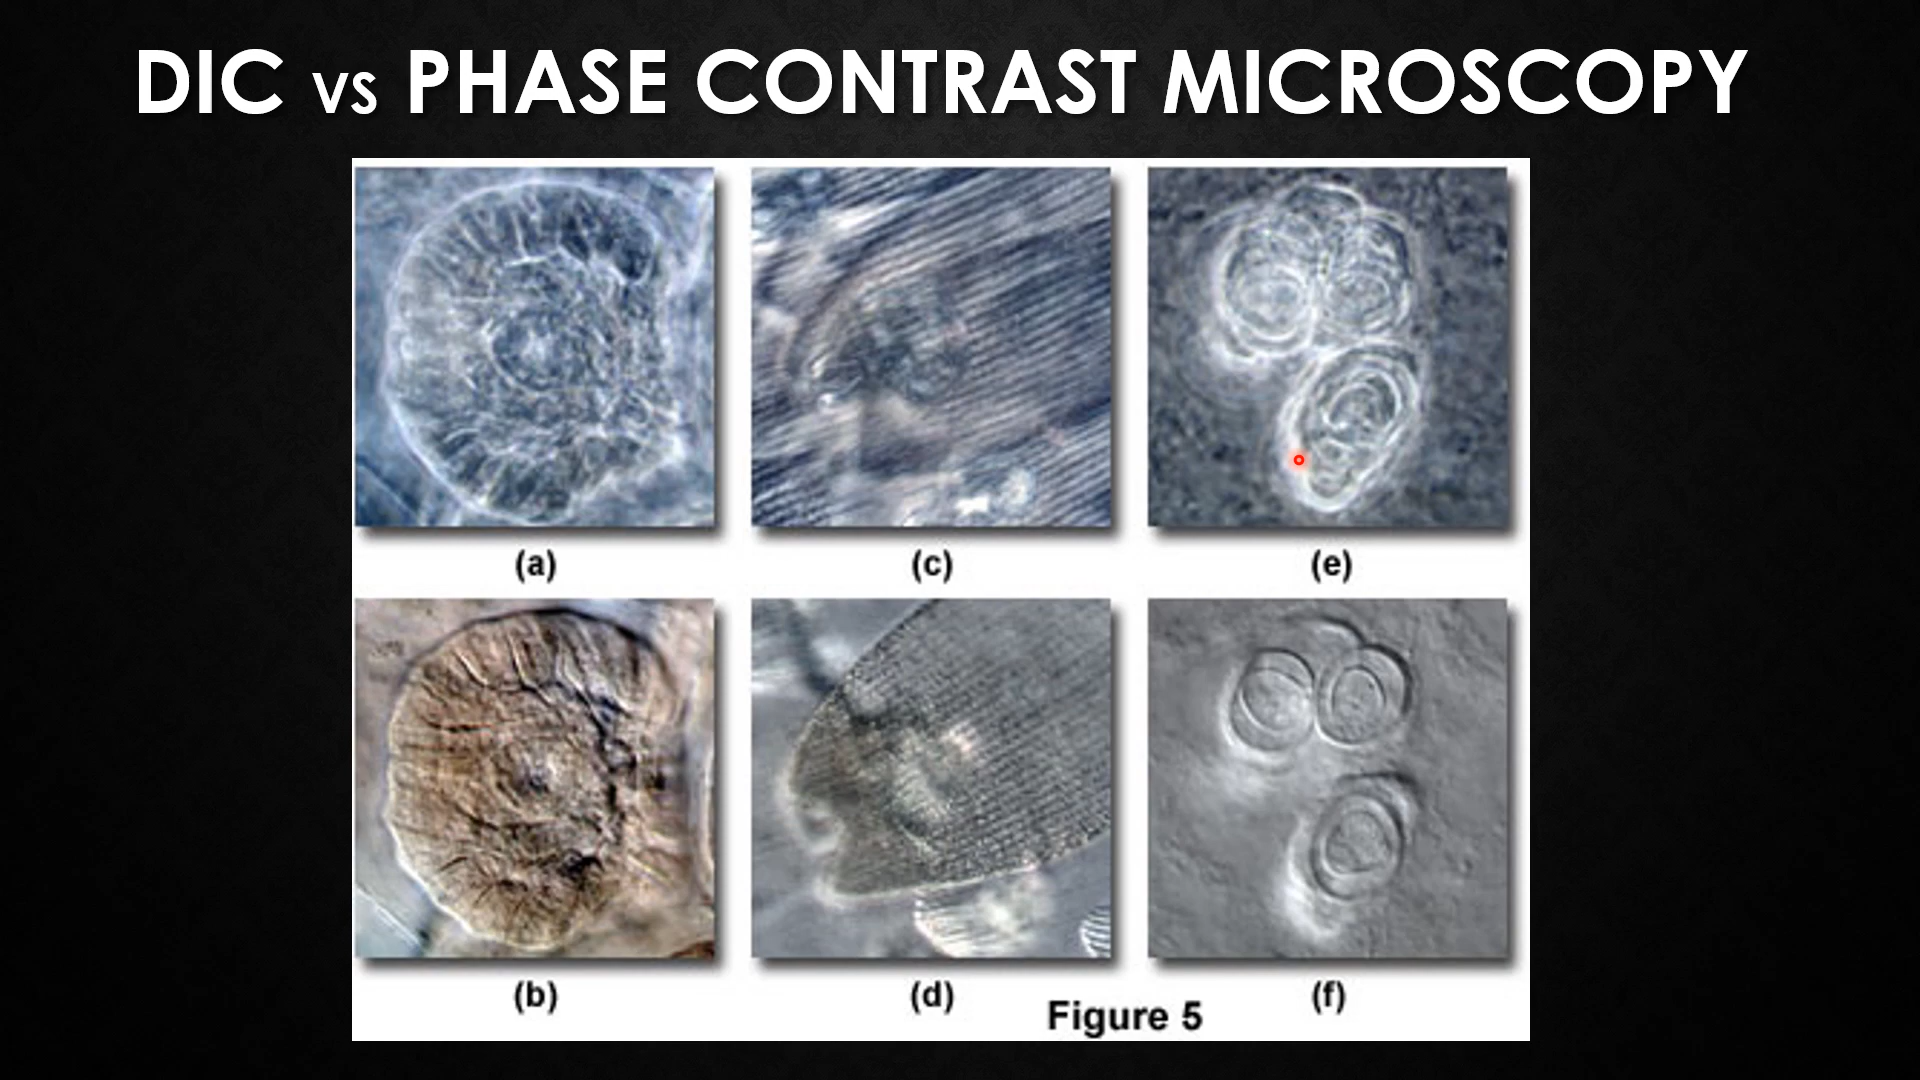 DIC vs PHASE CONTRAST MICROSCOPY
(a)
(c)
(e)
(b)
(d)
(f)
Figure 5